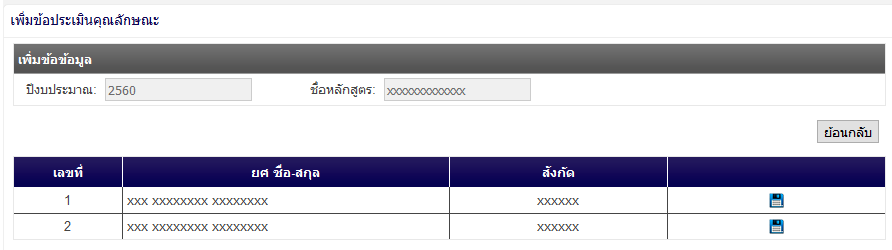 เพิ่มข้อประเมินคุณลักษณะ
เพิ่มข้อข้อมูล
ปีงบประมาณ: 2560 ชื่อหลักสูตร: xxxxxxxxxxxxx
ย้อนกลับ
เลขที่ ยศ ชื่อ-สกุล สังกัด
1 xxx xxxxxxxx xxxxxxxx xxxxxx
2 xxx xxxxxxxx xxxxxxxx xxxxxx